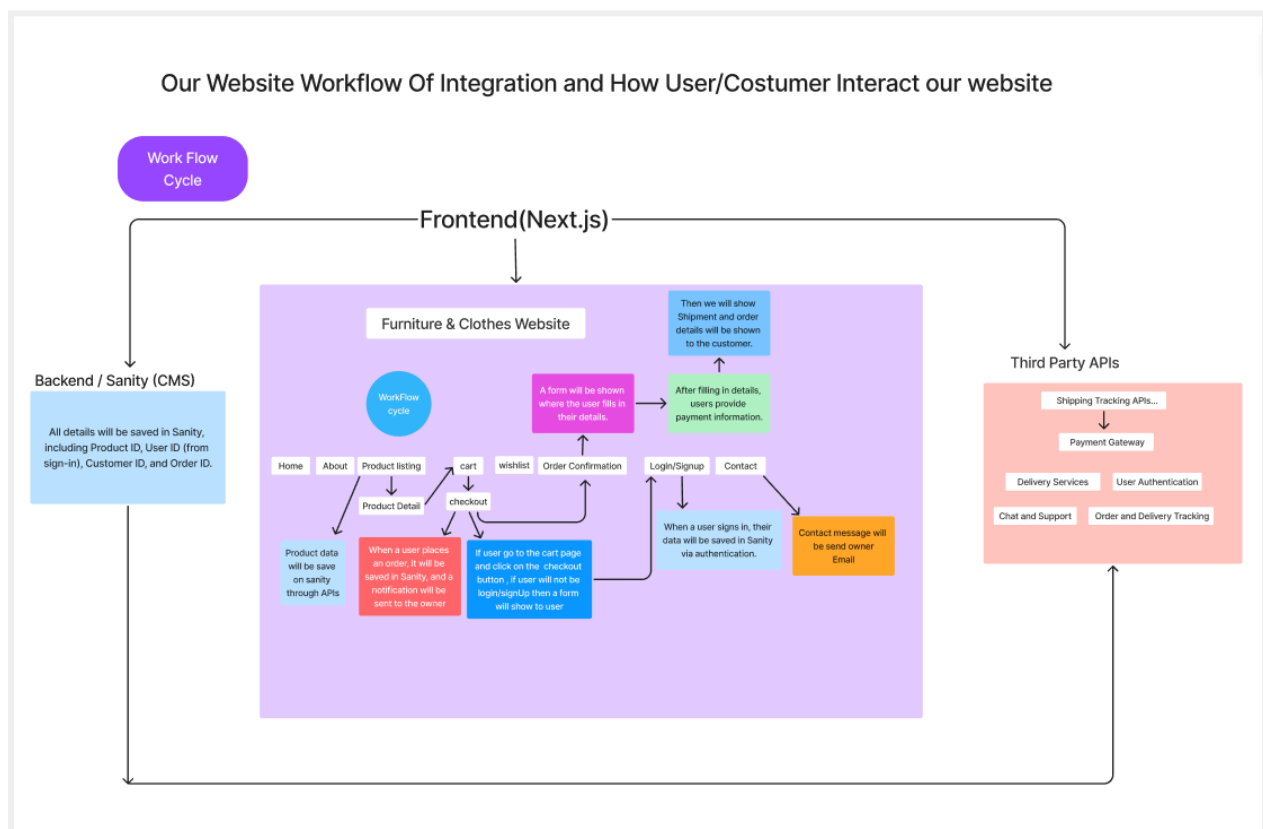 Our Website Workflow Of Integration and How User/Costumer Interact our website
Work Flow
Cycle
Frontend(Next.js)
Backend / Sanity (CMS)
All details will be saved in Sanity,
including Product ID, User ID (from
sign-in), Customer ID, and Order ID.
Furniture & Clothes Website
WorkFlow
cycle
Then we will show
Shipment and order
details will be shown
to the customer.
A form will be shown
where the user fills in
their details.
After filling in details,
users provide
payment information.
Home
About
Product listing
cart
wishlist
Order Confirmation
Login/Signup
Contact
Product Detail
checkout
Product data
will be save
on sanity
through APIs
When a user places
an order, it will be
saved in Sanity, and a
notification will be
sent to the owner
If user go to the cart page
and click on the checkout
button , if user will not be
login/signUp then a form
will show to user
When a user signs in, their
data will be saved in Sanity
via authentication.
Contact message will
be send owner
Email
Third Party APIs
Shipping Tracking APIs...
Payment Gateway
Delivery Services
User Authentication
Chat and Support
Order and Delivery Tracking